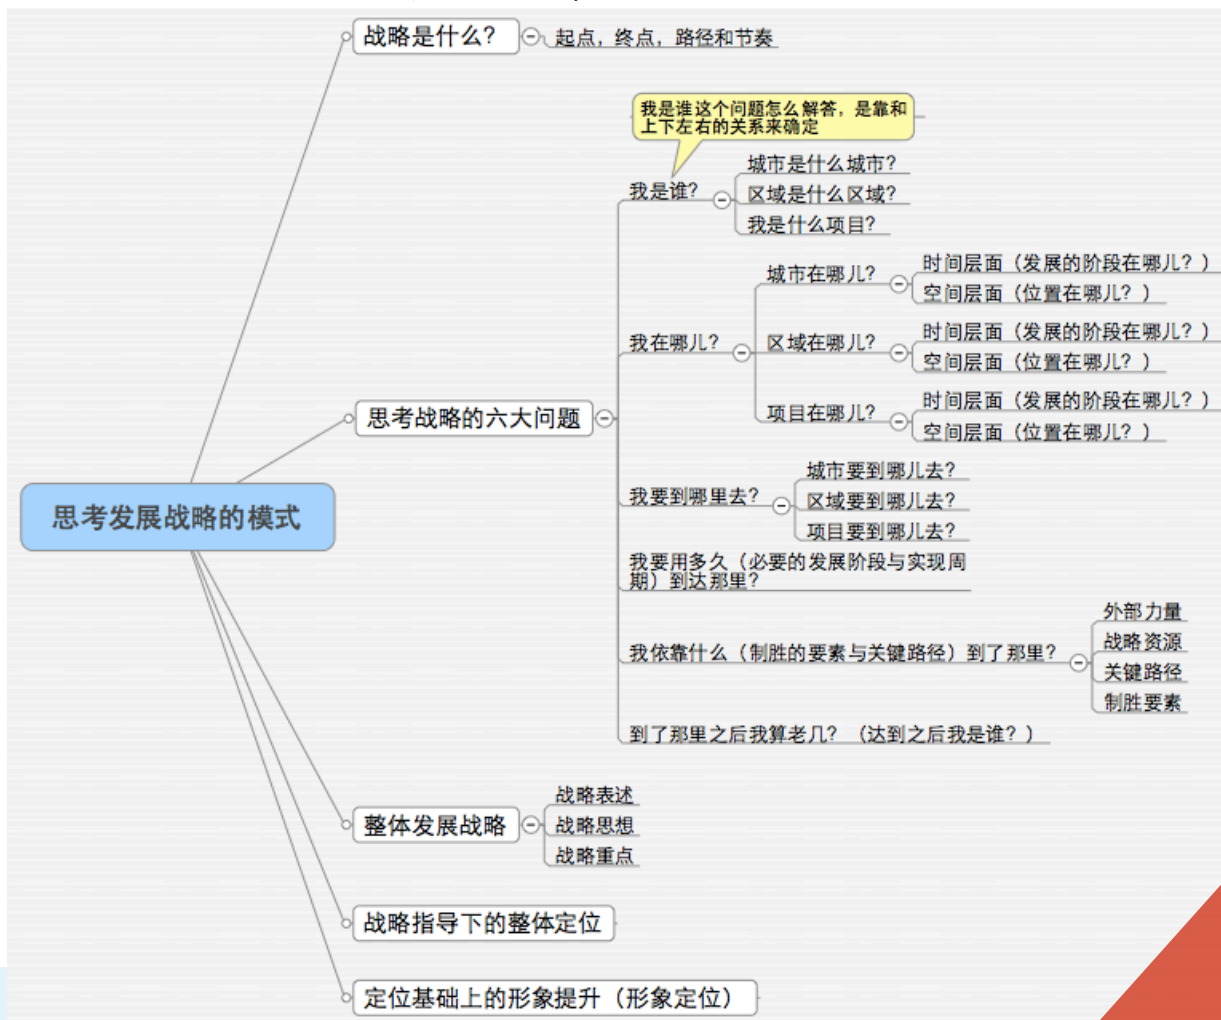 战略是什么?
起点，终点，路径和节奏
我是谁这个问题怎么解答，是靠和
上下左右的关系来确定
城市是什么城市?
我是谁?
区域是什么区域?
我是什么项目?
时间层面（发展的阶段在哪儿?）
城市在哪儿?
空间层面（位置在哪儿?）
时间层面（发展的阶段在哪儿?）
我在哪儿?
区域在哪儿?
空间层面（位置在哪儿?）
时间层面（发展的阶段在哪儿?）
项目在哪儿?
思考战略的六大问题
空间层面（位置在哪儿?）
城市要到哪儿去?
我要到哪里去?
区域要到哪儿去?
思考发展战略的模式
项目要到哪儿去?
我要用多久（必要的发展阶段与实现周
期）到达那里?
外部力量
战略资源
我依靠什么（制胜的要素与关键路径）到了那里?
关键路径
制胜要素
到了那里之后我算老几?（达到之后我是谁?）
战略表述
整体发展战略
战略思想
战略重点
战略指导下的整体定位
定位基础上的形象提升（形象定位）